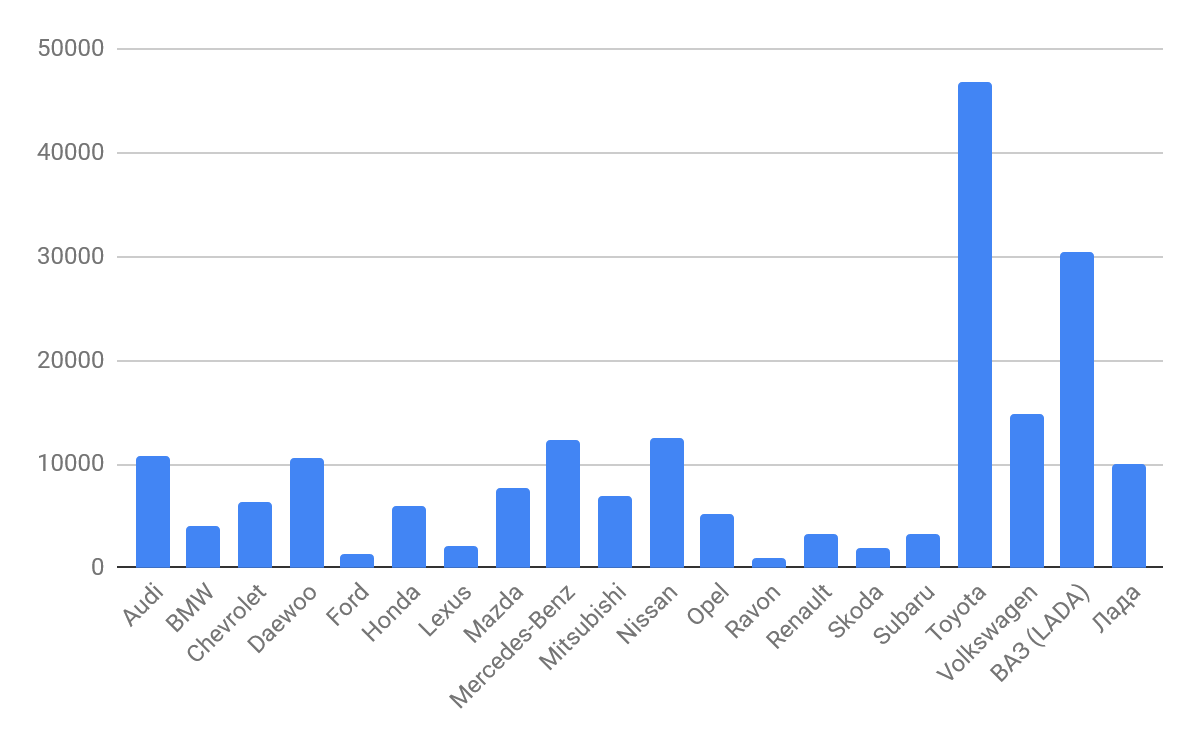 50000
40000
30000
20000
10000
0
Audi
BMW
Chevrolet
Daewoo
Ford
Honda
Lexus
Mazda
Mercedes-Benz
Mitsubishi
Nissan
Opel
Ravon
Renault
Skoda
Subaru
Toyota
Volkswagen
ВАЗ (LADA)
Лада